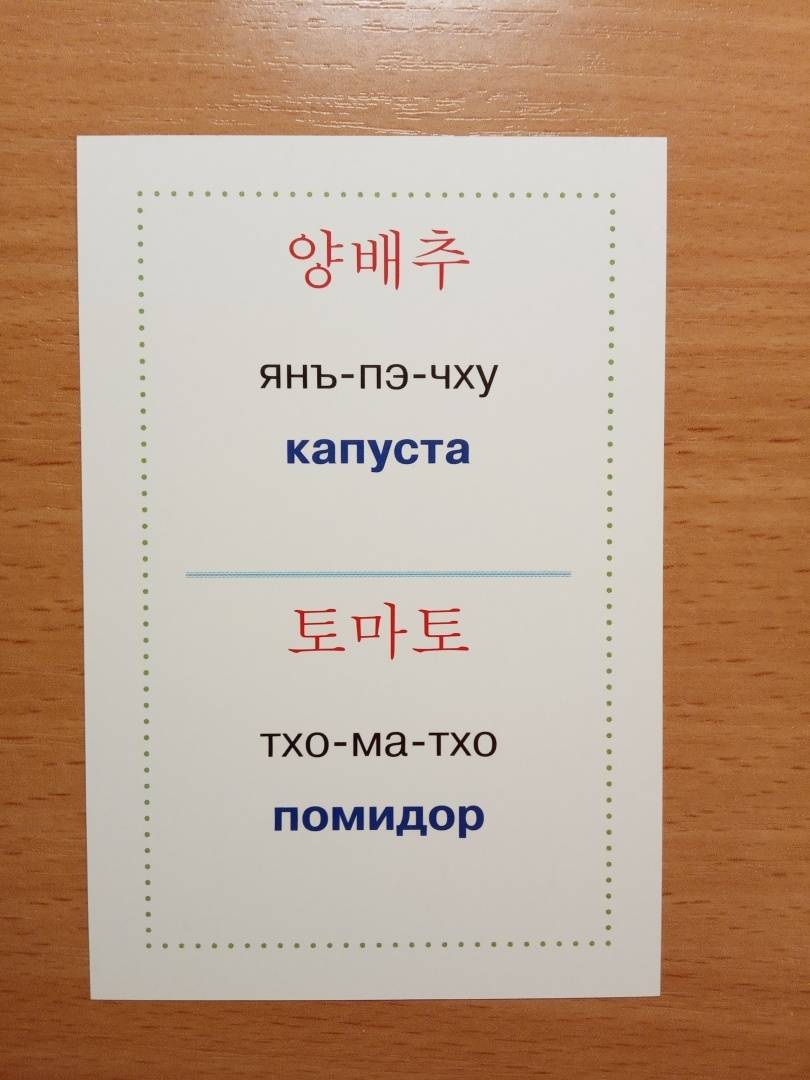 양배추
янъ-пэ-чху
капуста
토마토
тхо-ма-тхо
помидор